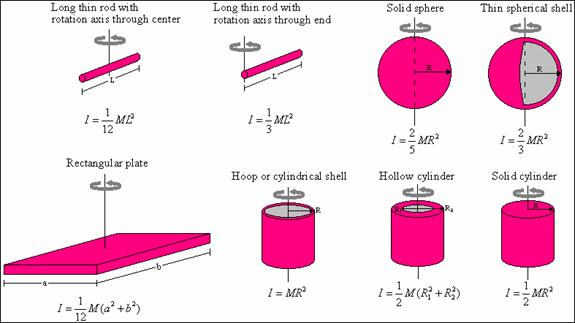 Long thin rod with
rotation axis through center
Long thin rod with
rotation axis through end
Solid sphere
Thin spherical shell
L
L
R
R
I = 1/12 ML²
I = 1/3 ML²
I = 2/5 MR²
I = 2/3 MR²
Rectangular plate
Hoop or cylindrical shell
Hollow cylinder
Solid cylinder
R
R₁
R₂
R
a
b
I = 1/12 M(a² + b²)
I = MR²
I = 1/2 M(R₁² + R₂²)
I = 1/2 MR²